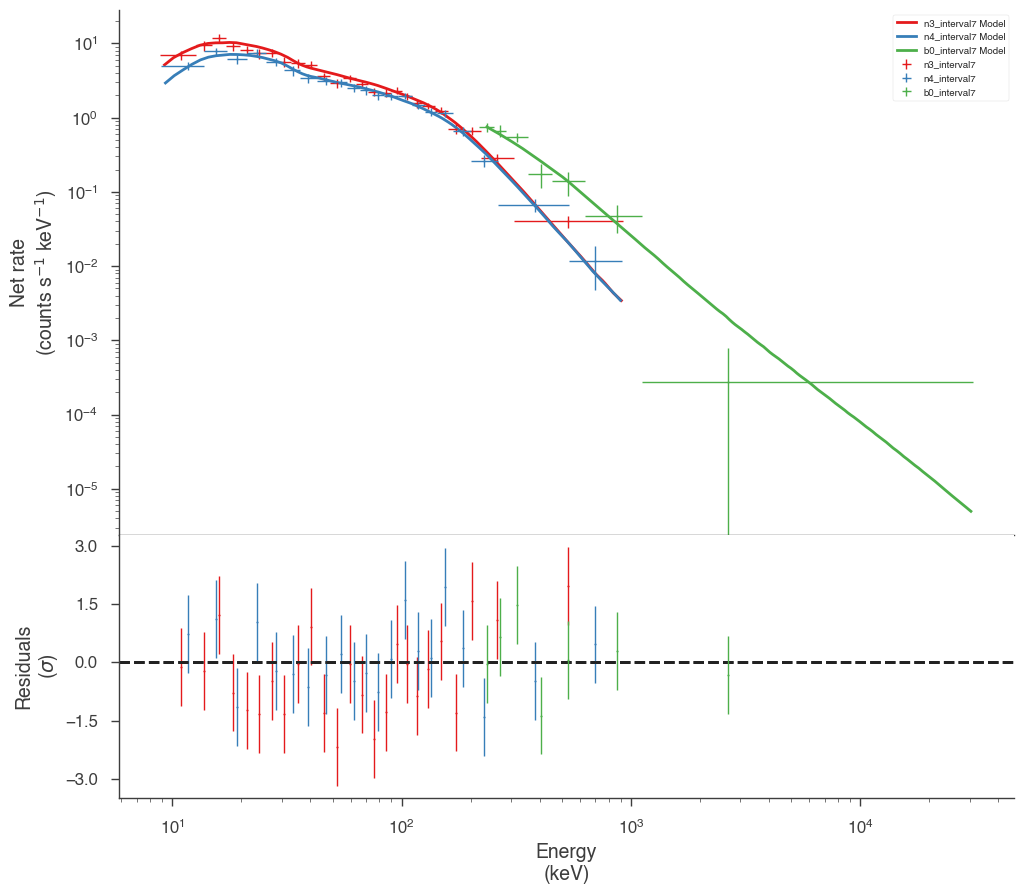 n3_interval7 Model
n4_interval7 Model
b0_interval7 Model
n3_interval7
n4_interval7
b0_interval7
10¹
10⁰
10⁻¹
10⁻²
10⁻³
10⁻⁴
10⁻⁵
Net rate
(counts s⁻¹ keV⁻¹)
3.0
1.5
0.0
−1.5
−3.0
Residuals
(σ)
10¹ 10² 10³ 10⁴
Energy
(keV)